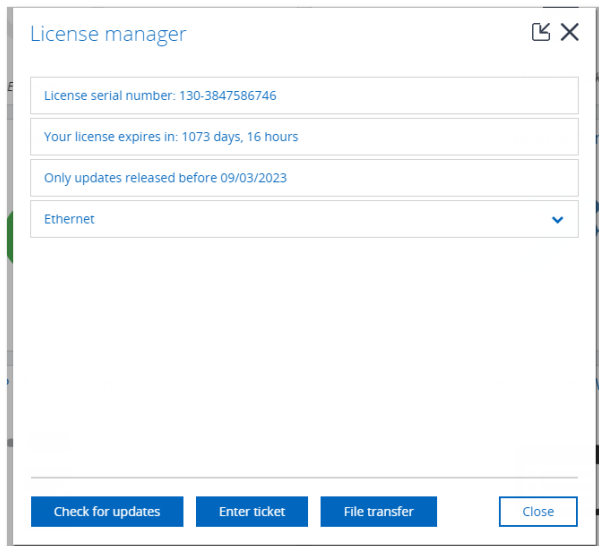 License manager
License serial number: 130-3847586746
Your license expires in: 1073 days, 16 hours
Only updates released before 09/03/2023
Ethernet
Check for updates
Enter ticket
File transfer
Close